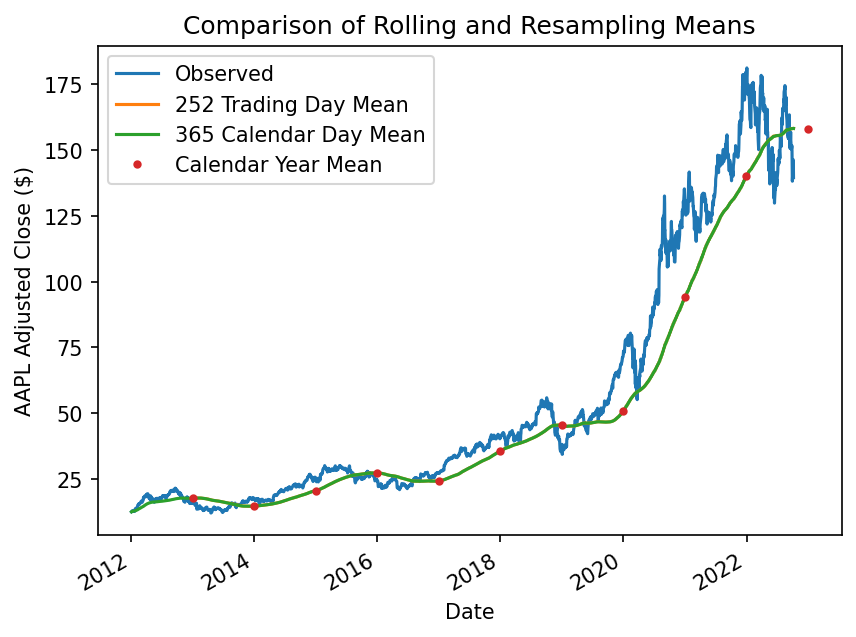 Comparison of Rolling and Resampling Means
Observed
252 Trading Day Mean
365 Calendar Day Mean
Calendar Year Mean
AAPL Adjusted Close ($)
175
150
125
100
75
50
25
2012
2014
2016
2018
2020
2022
Date